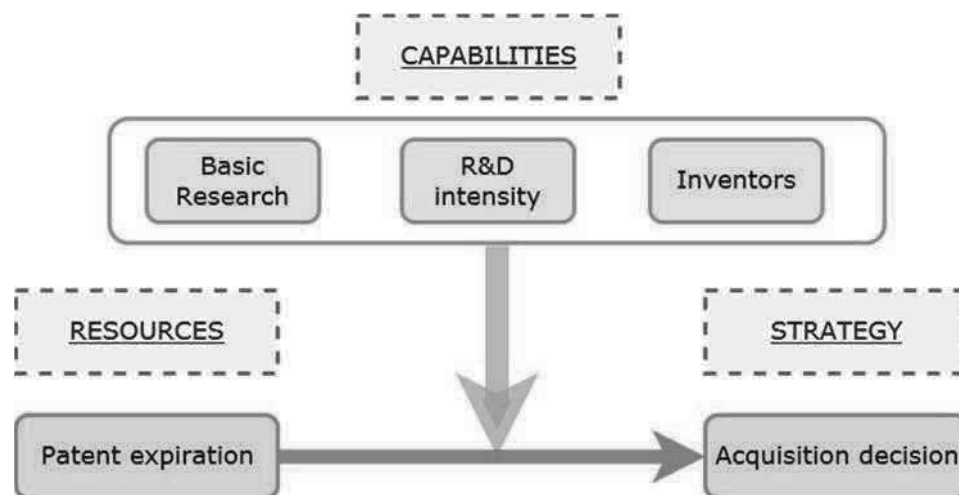 CAPABILITIES
Basic
Research
R&D
intensity
Inventors
RESOURCES
STRATEGY
Patent expiration
Acquisition decision